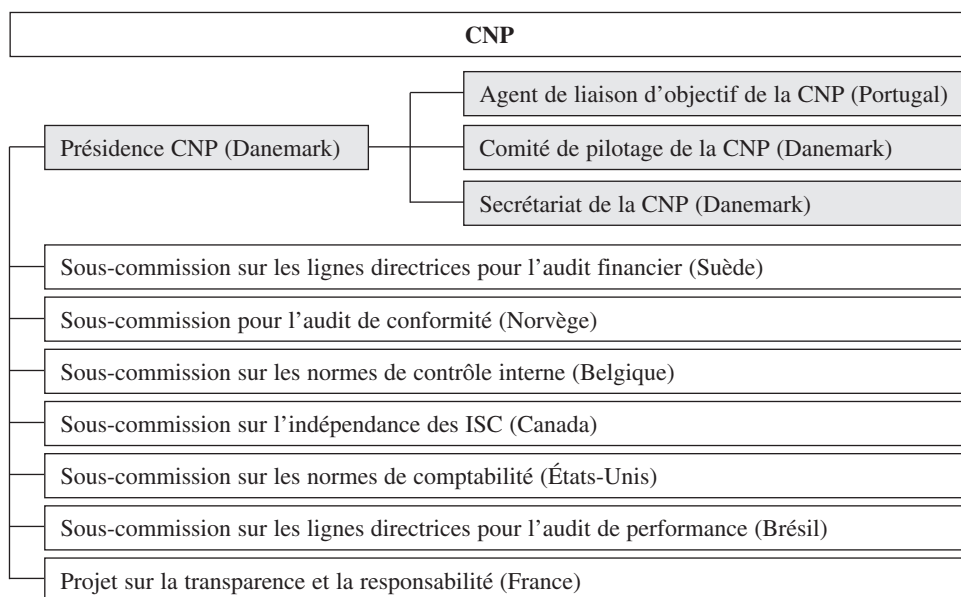 CNP
Agent de liaison d’objectif de la CNP (Portugal)
Présidence CNP (Danemark)
Comité de pilotage de la CNP (Danemark)
Secrétariat de la CNP (Danemark)
Sous-commission sur les lignes directrices pour l’audit financier (Suède)
Sous-commission pour l’audit de conformité (Norvège)
Sous-commission sur les normes de contrôle interne (Belgique)
Sous-commission sur l’indépendance des ISC (Canada)
Sous-commission sur les normes de comptabilité (États-Unis)
Sous-commission sur les lignes directrices pour l’audit de performance (Brésil)
Projet sur la transparence et la responsabilité (France)